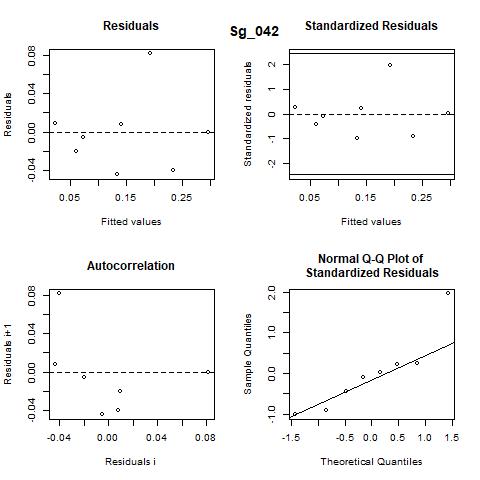 Sg_042
Residuals
Residuals
-0.04 0.00 0.04 0.08
0.05 0.15 0.25
Fitted values
Standardized Residuals
Standardized residuals
-2 -1 0 1 2
0.05 0.15 0.25
Fitted values
Autocorrelation
Residuals i+1
-0.04 0.00 0.04 0.08
-0.04 0.00 0.04 0.08
Residuals i
Normal Q-Q Plot of
Standardized Residuals
Sample Quantiles
-1.0 0.0 1.0 2.0
-1.5 -0.5 0.0 0.5 1.0 1.5
Theoretical Quantiles